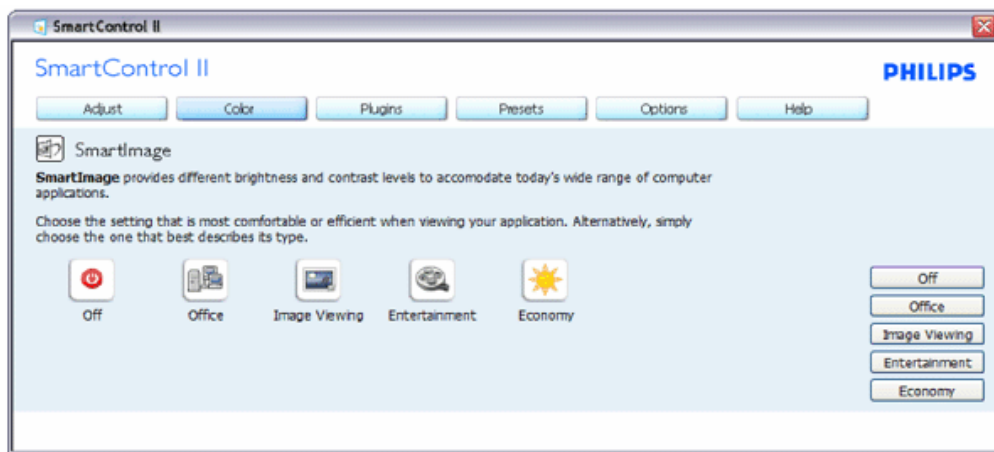 SmartControl II
SmartControl II
PHILIPS
Adjust
Color
Plugins
Presets
Options
Help
SmartImage
SmartImage provides different brightness and contrast levels to accomodate today's wide range of computer
applications.
Choose the setting that is most comfortable or efficient when viewing your application. Alternatively, simply
choose the one that best describes its type.
Off
Office
Image Viewing
Entertainment
Economy
Off
Office
Image Viewing
Entertainment
Economy